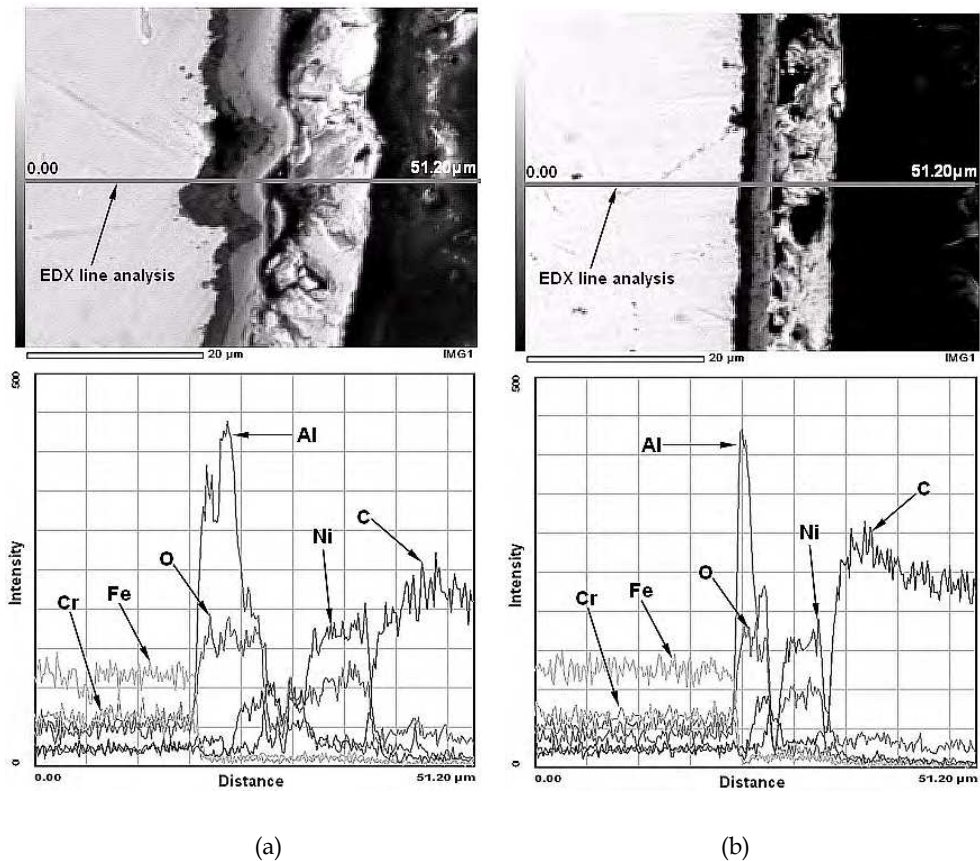 0.00
51.20µm
EDX line analysis
20 µm
IMG1
500
Intensity
0
Al
C
Ni
O
Fe
Cr
0.00
Distance
51.20 µm
(a)
0.00
51.20µm
EDX line analysis
20 µm
IMG1
500
Intensity
0
Al
C
Ni
O
Fe
Cr
0.00
Distance
51.20 µm
(b)